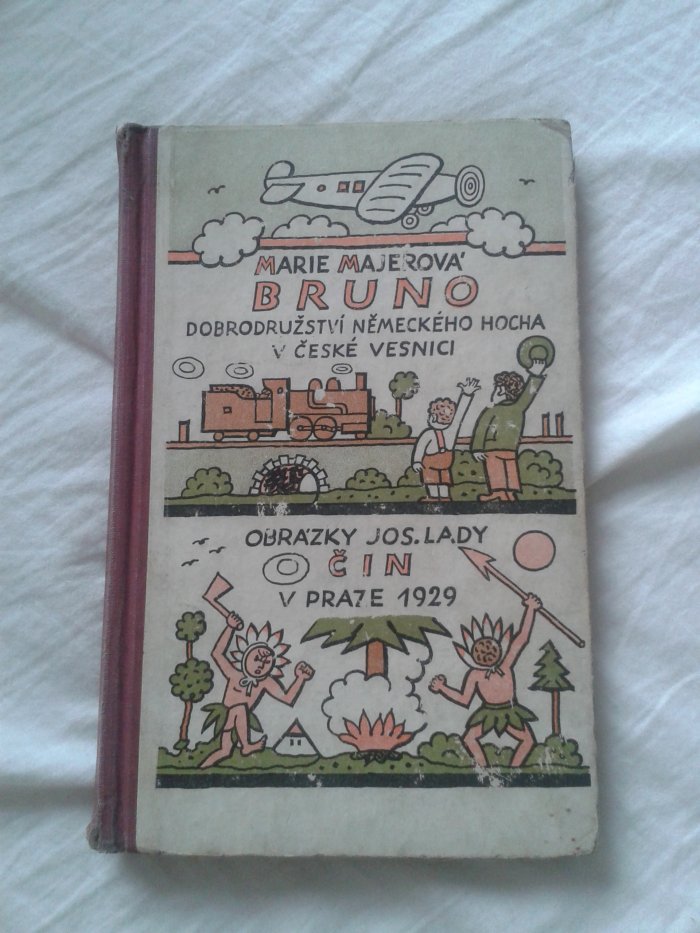 MARIE MAJEROVÁ
BRUNO
DOBRODRUŽSTVÍ NĚMECKÉHO HOCHA
V ČESKÉ VESNICI
OBRÁZKY JOS. LADY
ČIN
V PRAZE 1929